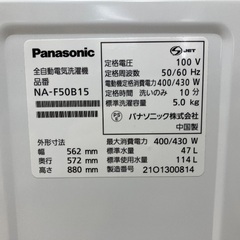 Panasonic
全自動電気洗濯機
品番
NA-F50B15
外形寸法
幅 562 mm
奥行 572 mm
高さ 880 mm
JET
定格電圧 100 V
定格周波数 50/60 Hz
電動機定格消費電力 400/430 W
定格時間 洗いのみ 10 分
標準洗濯容量 5.0 kg
パナソニック株式会社
中国製
最大消費電力 400/430 W
標準水量 47 L
標準使用水量 114 L
製造番号 21O1300814